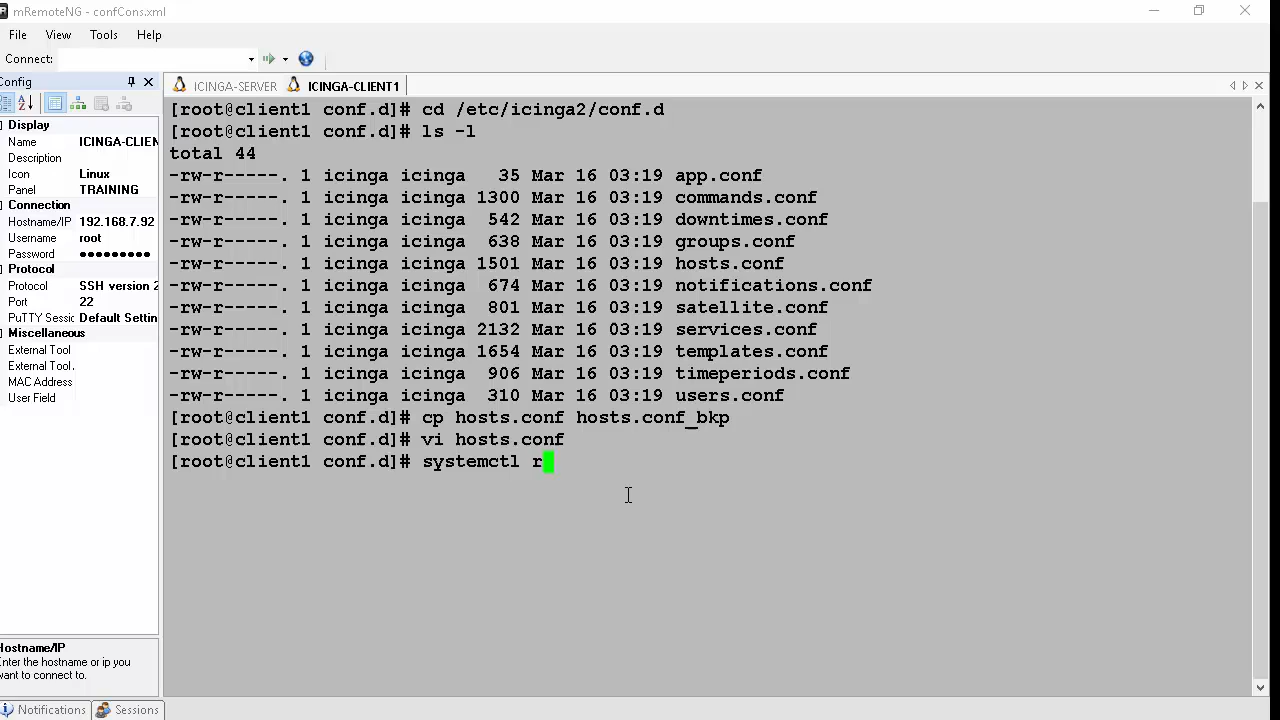 mRemoteNG - confCons.xml
File View Tools Help
Connect:
Config
ICINGA-SERVER ICINGA-CLIENT1
Display
Name ICINGA-CLIEN
Description
Icon Linux
Panel TRAINING
Connection
Hostname/IP 192.168.7.92
Username root
Password ●●●●●●●●●
Protocol
Protocol SSH version 2
Port 22
PuTTY Sessi Default Settin
Miscellaneous
External Tool
External Tool.
MAC Address
User Field
Hostname/IP
Enter the hostname or ip you
want to connect to.
[root@client1 conf.d]# cd /etc/icinga2/conf.d
[root@client1 conf.d]# ls -l
total 44
-rw-r-----. 1 icinga icinga 35 Mar 16 03:19 app.conf
-rw-r-----. 1 icinga icinga 1300 Mar 16 03:19 commands.conf
-rw-r-----. 1 icinga icinga 542 Mar 16 03:19 downtimes.conf
-rw-r-----. 1 icinga icinga 638 Mar 16 03:19 groups.conf
-rw-r-----. 1 icinga icinga 1501 Mar 16 03:19 hosts.conf
-rw-r-----. 1 icinga icinga 674 Mar 16 03:19 notifications.conf
-rw-r-----. 1 icinga icinga 801 Mar 16 03:19 satellite.conf
-rw-r-----. 1 icinga icinga 2132 Mar 16 03:19 services.conf
-rw-r-----. 1 icinga icinga 1654 Mar 16 03:19 templates.conf
-rw-r-----. 1 icinga icinga 906 Mar 16 03:19 timeperiods.conf
-rw-r-----. 1 icinga icinga 310 Mar 16 03:19 users.conf
[root@client1 conf.d]# cp hosts.conf hosts.conf_bkp
[root@client1 conf.d]# vi hosts.conf
[root@client1 conf.d]# systemctl r
Notifications Sessions